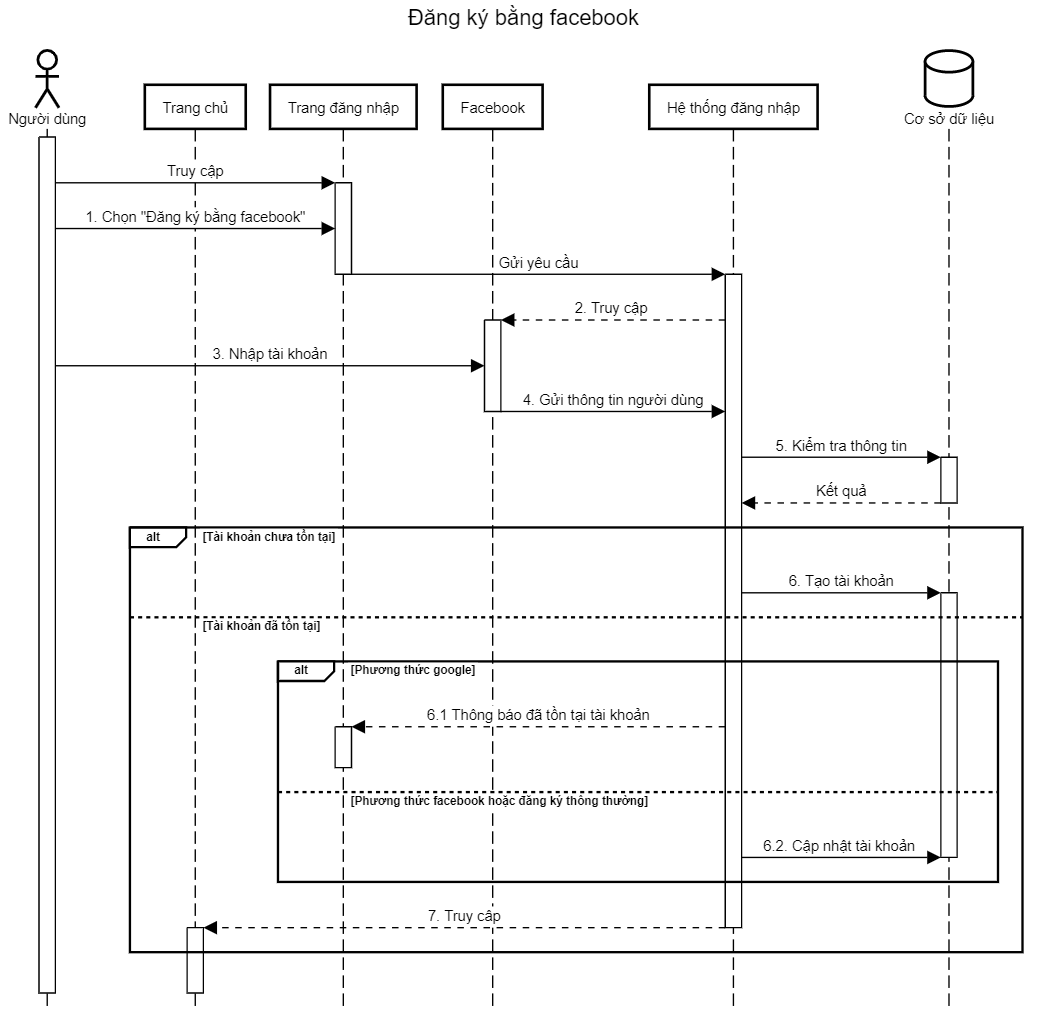 Đăng ký bằng facebook
Người dùng
Trang chủ
Trang đăng nhập
Facebook
Hệ thống đăng nhập
Cơ sở dữ liệu
Truy cập
1. Chọn "Đăng ký bằng facebook"
Gửi yêu cầu
2. Truy cập
3. Nhập tài khoản
4. Gửi thông tin người dùng
5. Kiểm tra thông tin
Kết quả
alt
[Tài khoản chưa tồn tại]
6. Tạo tài khoản
[Tài khoản đã tồn tại]
alt
[Phương thức google]
6.1 Thông báo đã tồn tại tài khoản
[Phương thức facebook hoặc đăng ký thông thường]
6.2. Cập nhật tài khoản
7. Truy cập